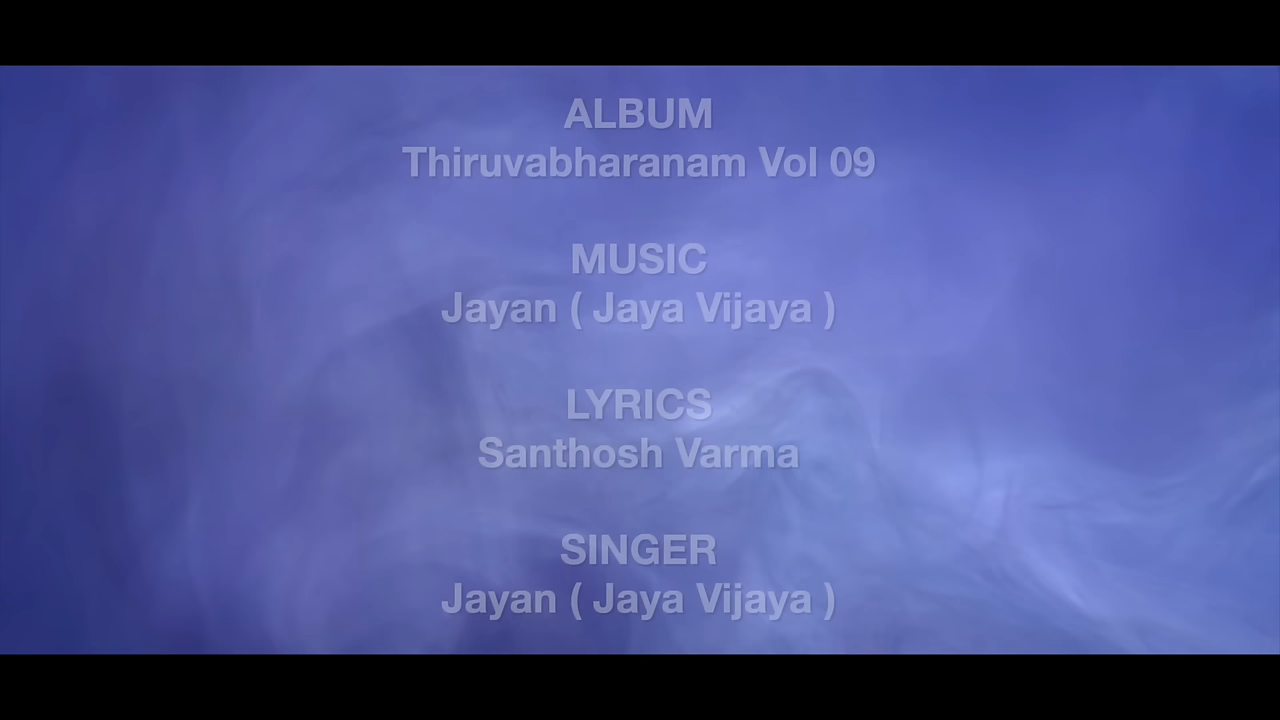 ALBUM
Thiruvabharanam Vol 09
MUSIC
Jayan ( Jaya Vijaya )
LYRICS
Santhosh Varma
SINGER
Jayan ( Jaya Vijaya )